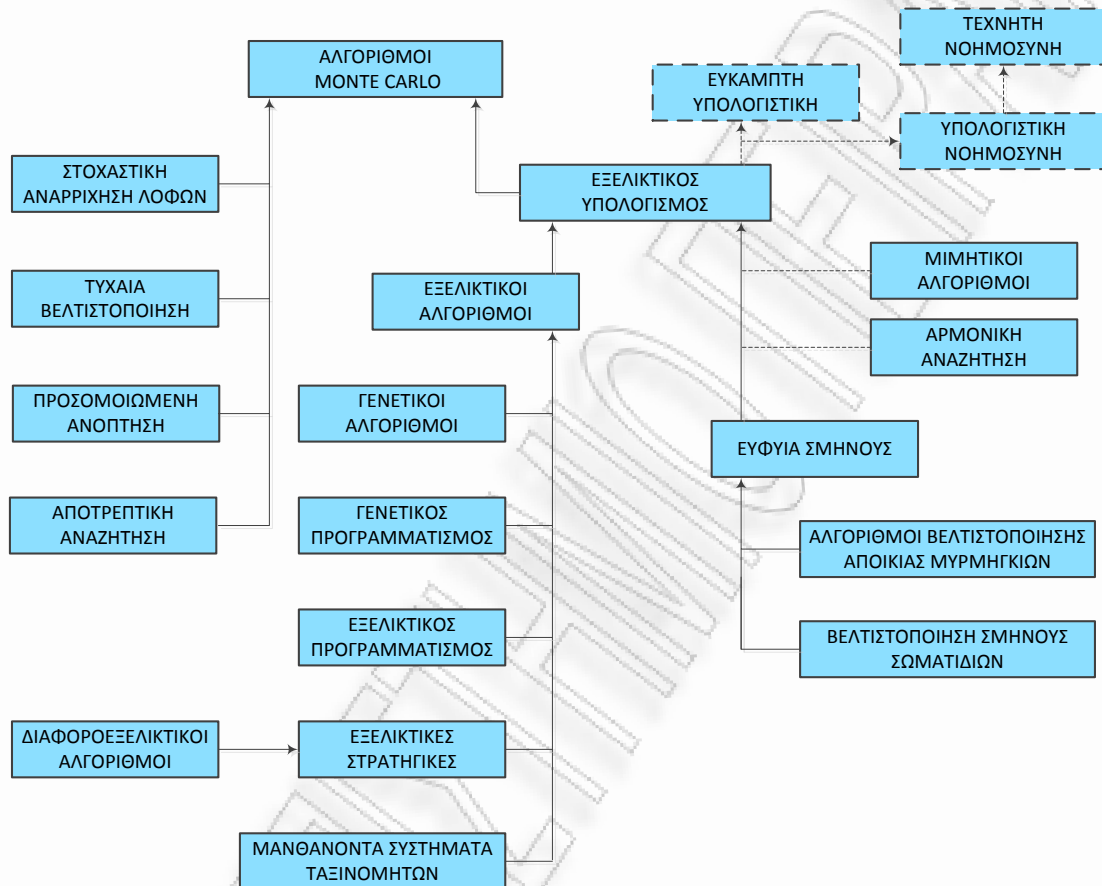 ΤΕΧΝΗΤΗ
ΝΟΗΜΟΣΥΝΗ
ΑΛΓΟΡΙΘΜΟΙ
MONTE CARLO
ΕΥΚΑΜΠΤΗ
ΥΠΟΛΟΓΙΣΤΙΚΗ
ΥΠΟΛΟΓΙΣΤΙΚΗ
ΝΟΗΜΟΣΥΝΗ
ΣΤΟΧΑΣΤΙΚΗ
ΑΝΑΡΡΙΧΗΣΗ ΛΟΦΩΝ
ΕΞΕΛΙΚΤΙΚΟΣ
ΥΠΟΛΟΓΙΣΜΟΣ
ΜΙΜΗΤΙΚΟΙ
ΑΛΓΟΡΙΘΜΟΙ
ΤΥΧΑΙΑ
ΒΕΛΤΙΣΤΟΠΟΙΗΣΗ
ΕΞΕΛΙΚΤΙΚΟΙ
ΑΛΓΟΡΙΘΜΟΙ
ΑΡΜΟΝΙΚΗ
ΑΝΑΖΗΤΗΣΗ
ΠΡΟΣΟΜΟΙΩΜΕΝΗ
ΑΝΟΠΤΗΣΗ
ΓΕΝΕΤΙΚΟΙ
ΑΛΓΟΡΙΘΜΟΙ
ΕΥΦΥΙΑ ΣΜΗΝΟΥΣ
ΑΠΟΤΡΕΠΤΙΚΗ
ΑΝΑΖΗΤΗΣΗ
ΓΕΝΕΤΙΚΟΣ
ΠΡΟΓΡΑΜΜΑΤΙΣΜΟΣ
ΑΛΓΟΡΙΘΜΟΙ ΒΕΛΤΙΣΤΟΠΟΙΗΣΗΣ
ΑΠΟΙΚΙΑΣ ΜΥΡΜΗΓΚΙΩΝ
ΕΞΕΛΙΚΤΙΚΟΣ
ΠΡΟΓΡΑΜΜΑΤΙΣΜΟΣ
ΒΕΛΤΙΣΤΟΠΟΙΗΣΗ ΣΜΗΝΟΥΣ
ΣΩΜΑΤΙΔΙΩΝ
ΔΙΑΦΟΡΟΕΞΕΛΙΚΤΙΚΟΙ
ΑΛΓΟΡΙΘΜΟΙ
ΕΞΕΛΙΚΤΙΚΕΣ
ΣΤΡΑΤΗΓΙΚΕΣ
ΜΑΝΘΑΝΟΝΤΑ ΣΥΣΤΗΜΑΤΑ
ΤΑΞΙΝΟΜΗΤΩΝ